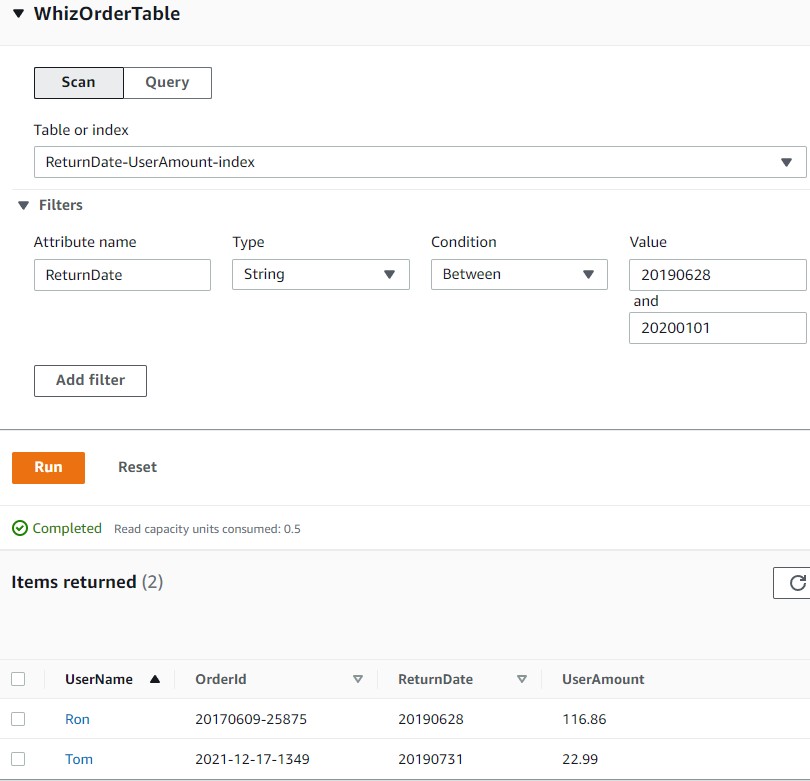 WhizOrderTable
Scan Query
Table or index
ReturnDate-UserAmount-index
Filters
Attribute name Type Condition Value
ReturnDate String Between 20190628
and
20200101
Add filter
Run Reset
Completed Read capacity units consumed: 0.5
Items returned (2)
UserName OrderId ReturnDate UserAmount
Ron 20170609-25875 20190628 116.86
Tom 2021-12-17-1349 20190731 22.99